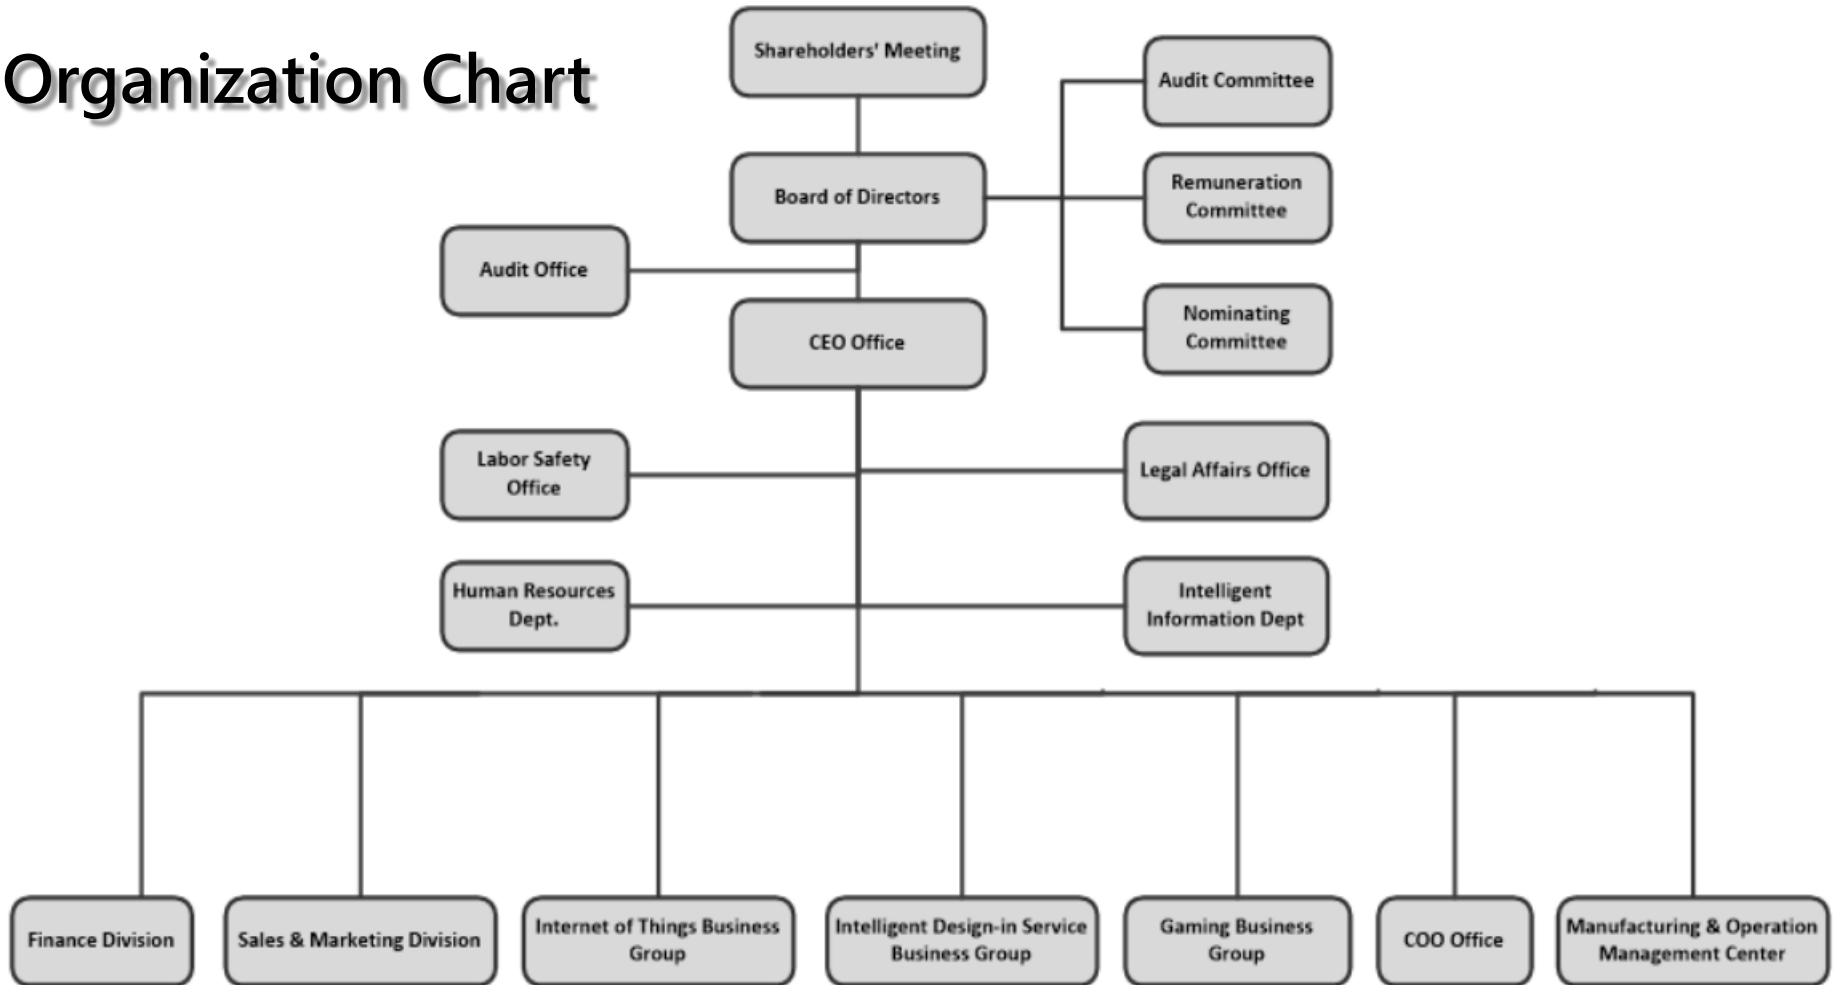 Organization Chart
Shareholders' Meeting
Audit Committee
Board of Directors
Remuneration
Committee
Audit Office
CEO Office
Nominating
Committee
Labor Safety
Office
Legal Affairs Office
Human Resources
Dept.
Intelligent
Information Dept
Finance Division
Sales & Marketing Division
Internet of Things Business
Group
Intelligent Design-in Service
Business Group
Gaming Business
Group
COO Office
Manufacturing & Operation
Management Center